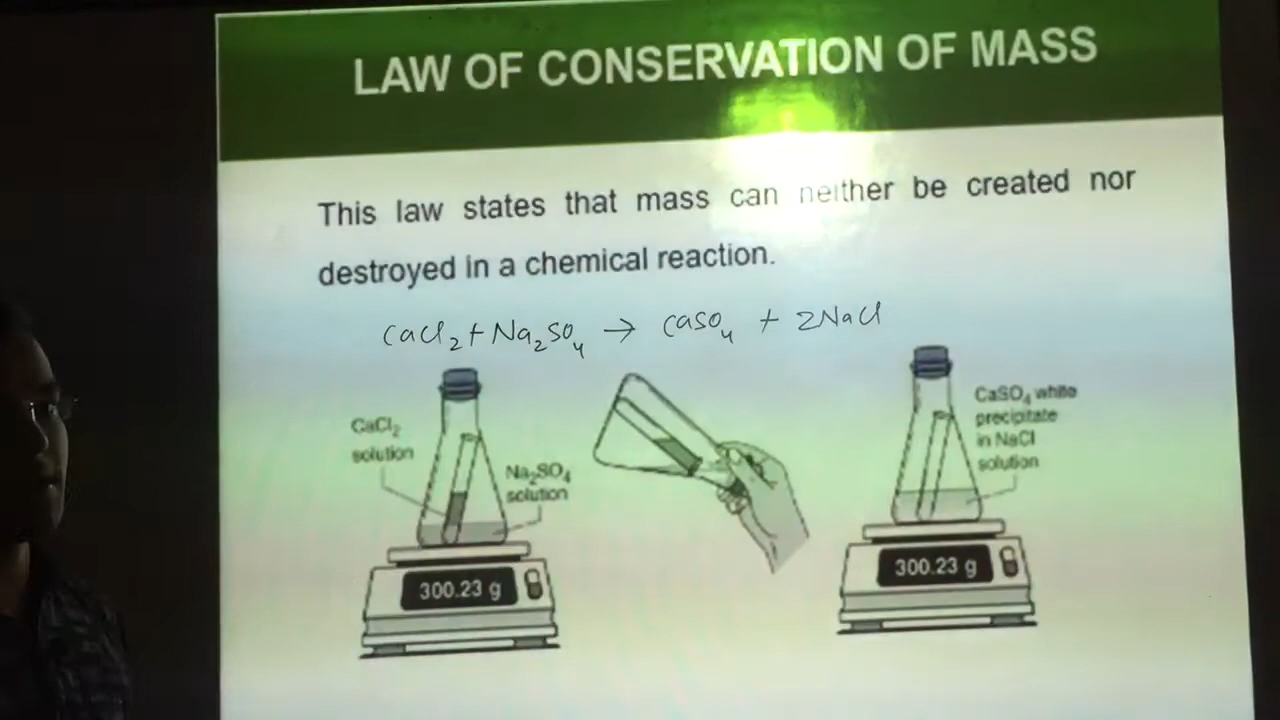 LAW OF CONSERVATION OF MASS
This law states that mass can neither be created nor
destroyed in a chemical reaction.
CaCl₂ + Na₂SO₄ → CaSO₄ + 2NaCl
CaCl₂
solution
Na₂SO₄
solution
300.23 g
CaSO₄ white
precipitate
in NaCl
solution
300.23 g